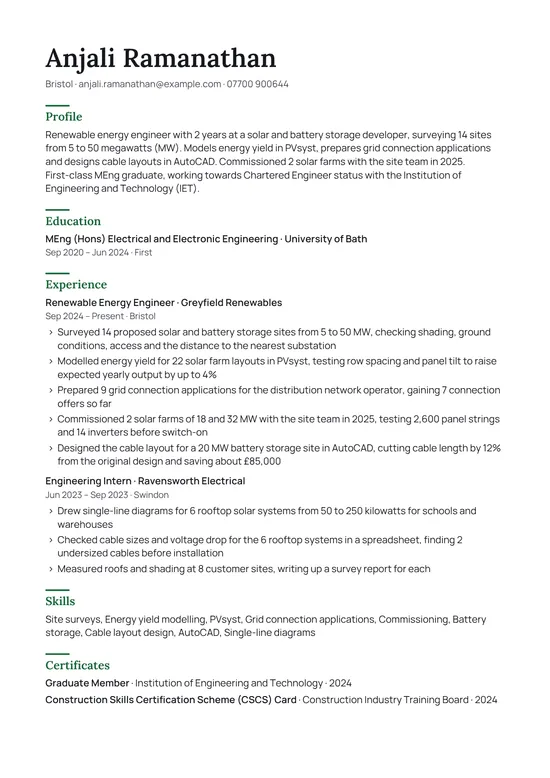 Anjali Ramanathan
Bristol · anjali.ramanathan@example.com · 07700 900644
Profile
Renewable energy engineer with 2 years at a solar and battery storage developer, surveying 14 sites
from 5 to 50 megawatts (MW). Models energy yield in PVsyst, prepares grid connection applications
and designs cable layouts in AutoCAD. Commissioned 2 solar farms with the site team in 2025.
First-class MEng graduate, working towards Chartered Engineer status with the Institution of
Engineering and Technology (IET).
Education
MEng (Hons) Electrical and Electronic Engineering · University of Bath
Sep 2020 – Jun 2024 · First
Experience
Renewable Energy Engineer · Greyfield Renewables
Sep 2024 – Present · Bristol
› Surveyed 14 proposed solar and battery storage sites from 5 to 50 MW, checking shading, ground
conditions, access and the distance to the nearest substation
› Modelled energy yield for 22 solar farm layouts in PVsyst, testing row spacing and panel tilt to raise
expected yearly output by up to 4%
› Prepared 9 grid connection applications for the distribution network operator, gaining 7 connection
offers so far
› Commissioned 2 solar farms of 18 and 32 MW with the site team in 2025, testing 2,600 panel strings
and 14 inverters before switch-on
› Designed the cable layout for a 20 MW battery storage site in AutoCAD, cutting cable length by 12%
from the original design and saving about £85,000
Engineering Intern · Ravensworth Electrical
Jun 2023 – Sep 2023 · Swindon
› Drew single-line diagrams for 6 rooftop solar systems from 50 to 250 kilowatts for schools and
warehouses
› Checked cable sizes and voltage drop for the 6 rooftop systems in a spreadsheet, finding 2
undersized cables before installation
› Measured roofs and shading at 8 customer sites, writing up a survey report for each
Skills
Site surveys, Energy yield modelling, PVsyst, Grid connection applications, Commissioning, Battery
storage, Cable layout design, AutoCAD, Single-line diagrams
Certificates
Graduate Member · Institution of Engineering and Technology · 2024
Construction Skills Certification Scheme (CSCS) Card · Construction Industry Training Board · 2024